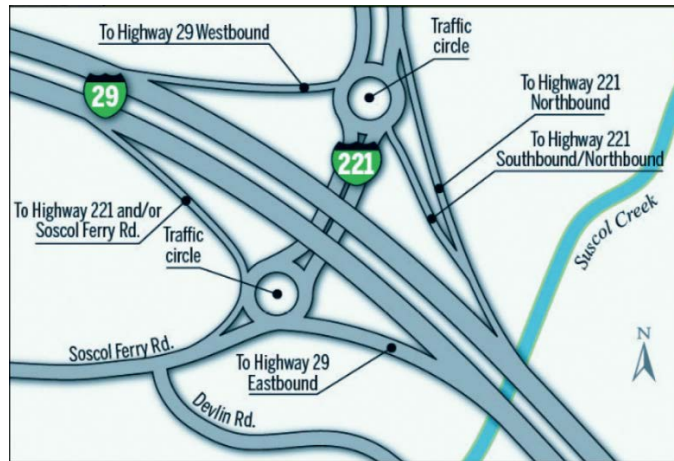 To Highway 29 Westbound
Traffic
circle
29
To Highway 221
Northbound
To Highway 221
Southbound/Northbound
221
To Highway 221 and/or
Soscol Ferry Rd.
Traffic
circle
Suscol Creek
N
Soscol Ferry Rd.
To Highway 29
Eastbound
Devlin Rd.